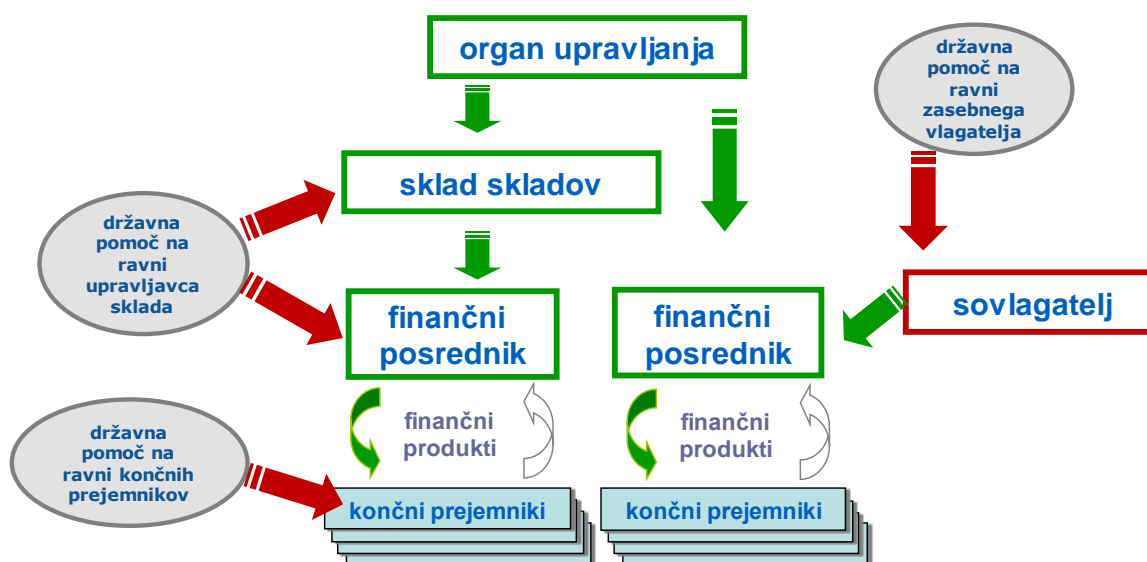 organ upravljanja
državna
pomoč na
ravni
zasebnega
vlagatelja
sklad skladov
državna
pomoč na
ravni
upravljavca
sklada
finančni
posrednik
finančni
posrednik
sovlagatelj
finančni
produkti
finančni
produkti
državna
pomoč na
ravni končnih
prejemnikov
končni prejemniki
končni prejemniki